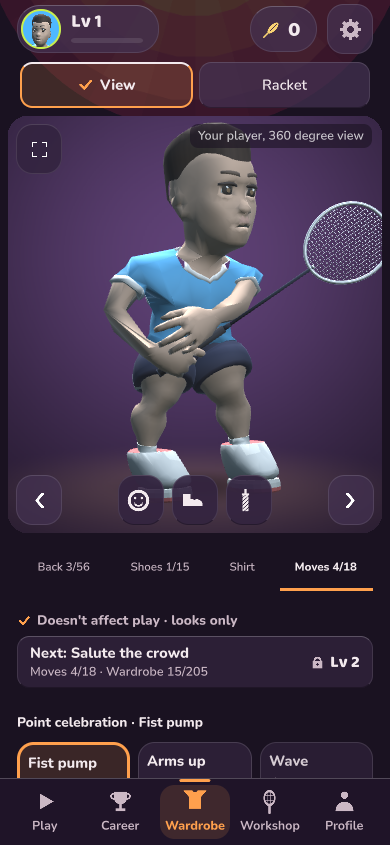 Lv 1
0
View
Racket
Your player, 360 degree view
Back 3/56
Shoes 1/15
Shirt
Moves 4/18
Doesn't affect play · looks only
Next: Salute the crowd
Moves 4/18 · Wardrobe 15/205
Lv 2
Point celebration · Fist pump
Fist pump
Arms up
Wave
Play
Career
Wardrobe
Workshop
Profile